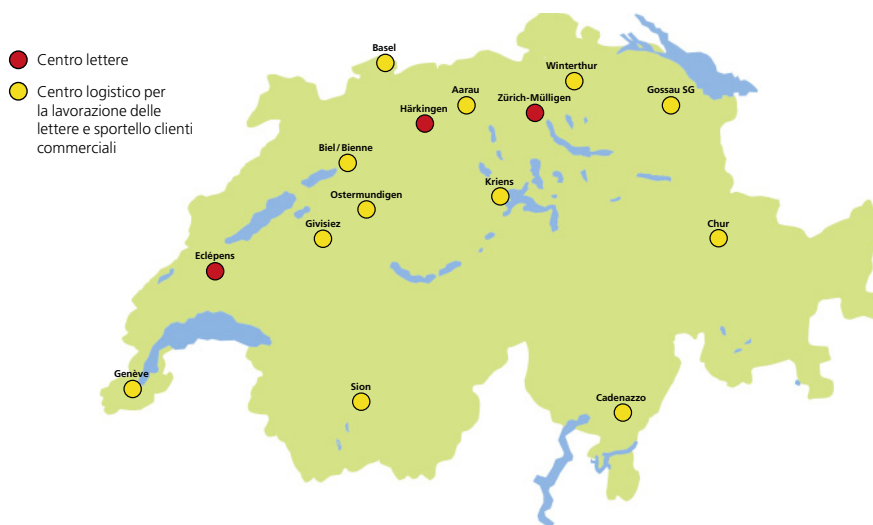 Centro lettere
Centro logistico per
la lavorazione delle
lettere e sportello clienti
commerciali
Basel
Winterthur
Aarau
Zürich-Mülligen
Gossau SG
Härkingen
Biel/Bienne
Ostermundigen
Kriens
Givisiez
Chur
Eclépens
Genève
Sion
Cadenazzo